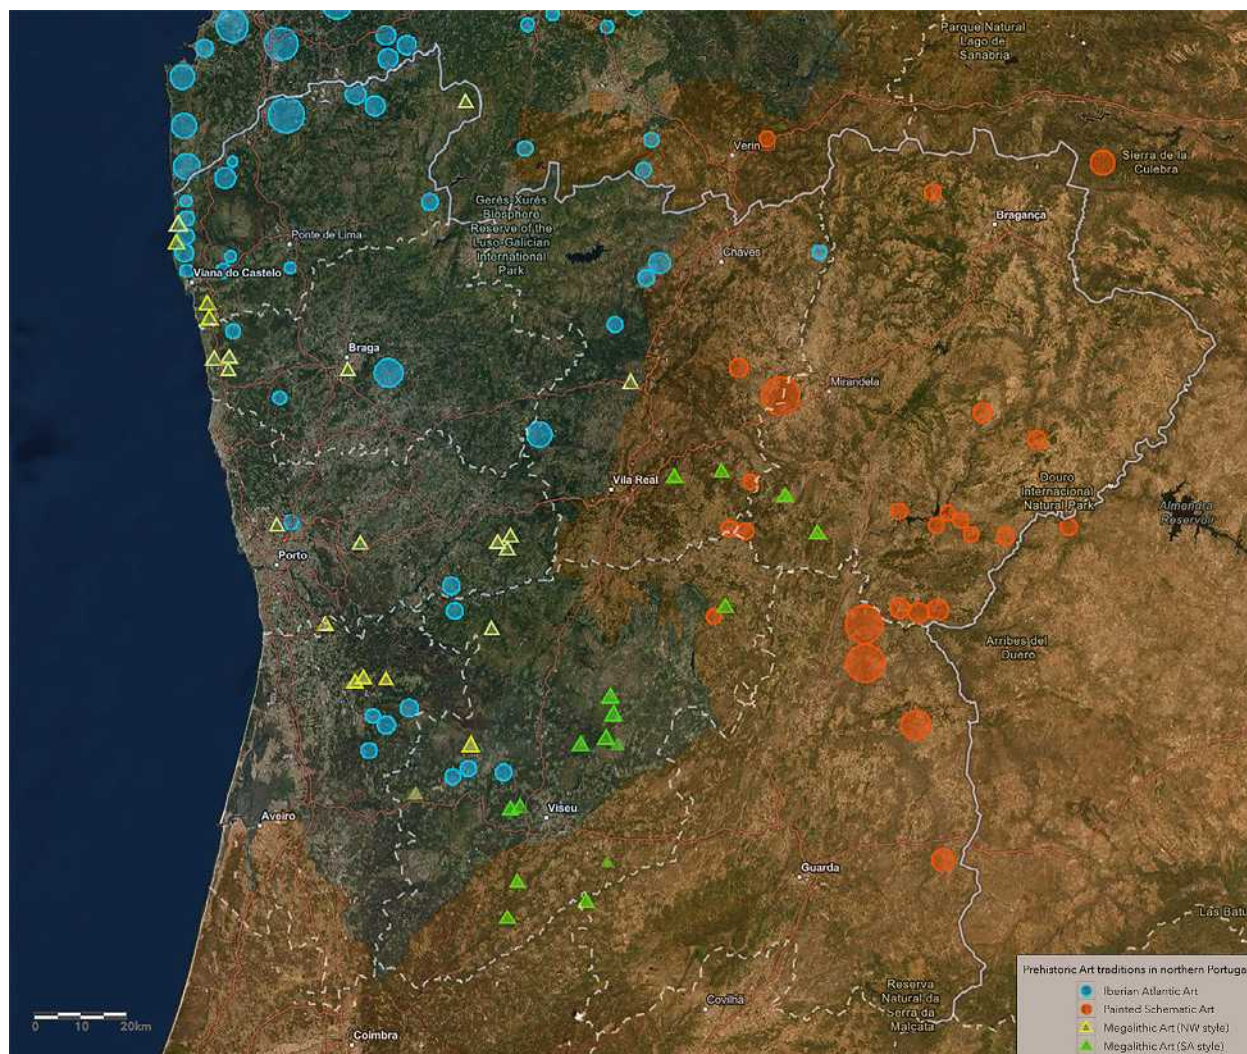 Parque Natural
Lago de
Sanabria
Verin
Sierra de la
Culebra
Gerês-Xurés
Biosphere
Reserve of the
Luso-Galician
International
Park
Bragança
Ponte de Lima
Chaves
Viana do Castelo
Braga
Mirandela
Vila Real
Douro
Internacional
Natural Park
Almendra
Reservoir
Porto
Arribes del
Duero
Viseu
Aveiro
Guarda
Las Batu
Reserva
Natural da
Serra da
Malcata
Covilhã
Coimbra
0 10 20km
Prehistoric Art traditions in northern Portugal
Iberian Atlantic Art
Painted Schematic Art
Megalithic Art (NW style)
Megalithic Art (SA style)